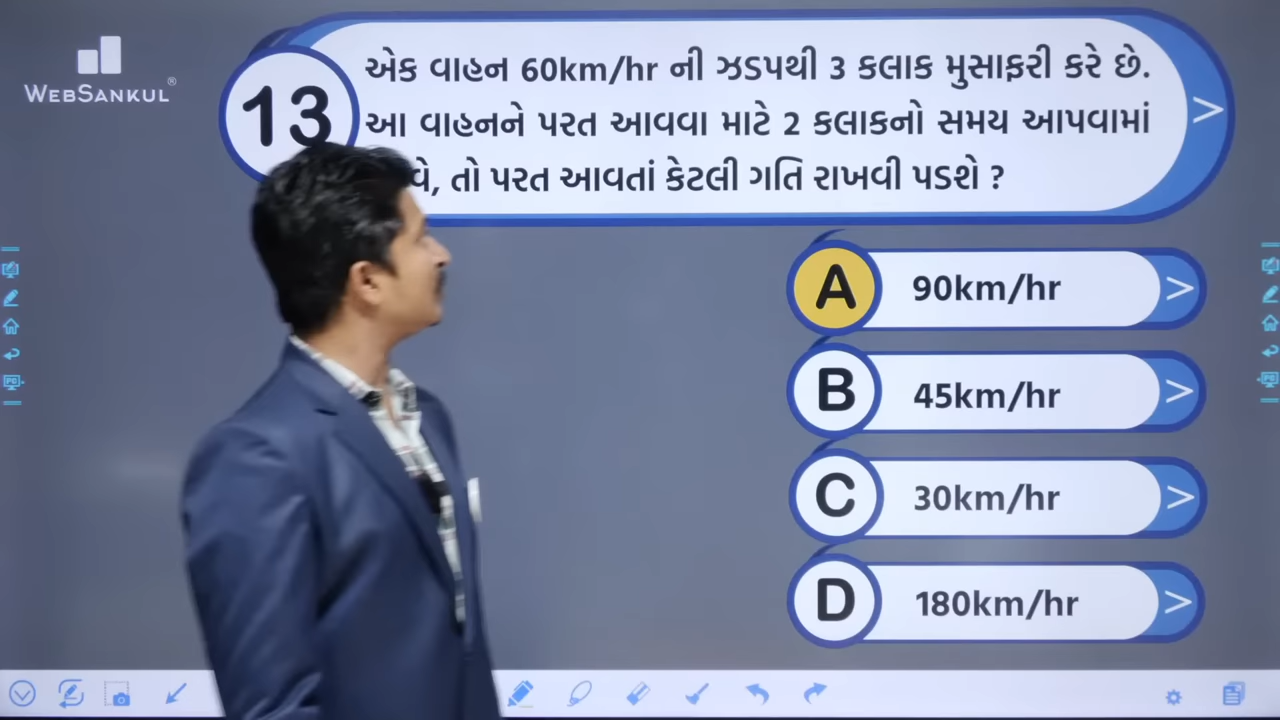 WEBSANKUL®
13
એક વાહન 60km/hr ની ઝડપથી 3 કલાક મુસાફરી કરે છે.
આ વાહનને પરત આવવા માટે 2 કલાકનો સમય આપવામાં
તો પરત આવતાં કેટલી ગતિ રાખવી પડશે ?
A 90km/hr
B 45km/hr
C 30km/hr
D 180km/hr